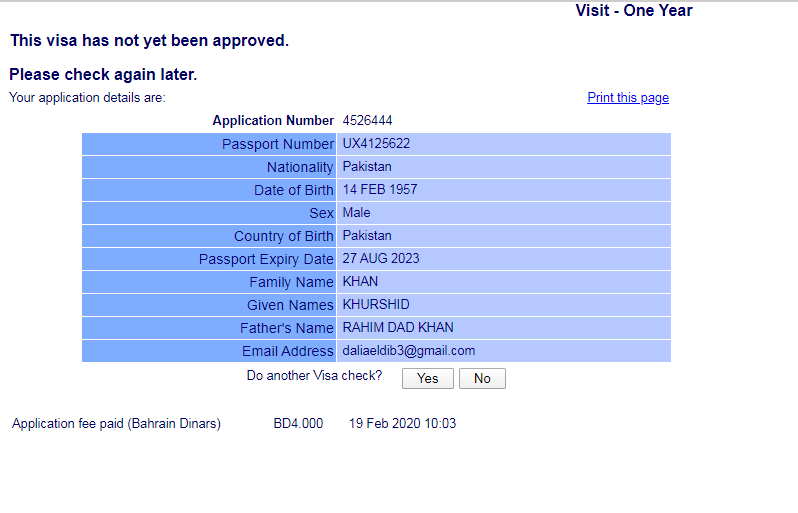 Visit - One Year
This visa has not yet been approved.
Please check again later.
Your application details are:
Print this page
Application Number 4526444
Passport Number UX4125622
Nationality Pakistan
Date of Birth 14 FEB 1957
Sex Male
Country of Birth Pakistan
Passport Expiry Date 27 AUG 2023
Family Name KHAN
Given Names KHURSHID
Father's Name RAHIM DAD KHAN
Email Address daliaeldib3@gmail.com
Do another Visa check? Yes No
Application fee paid (Bahrain Dinars) BD4.000 19 Feb 2020 10:03